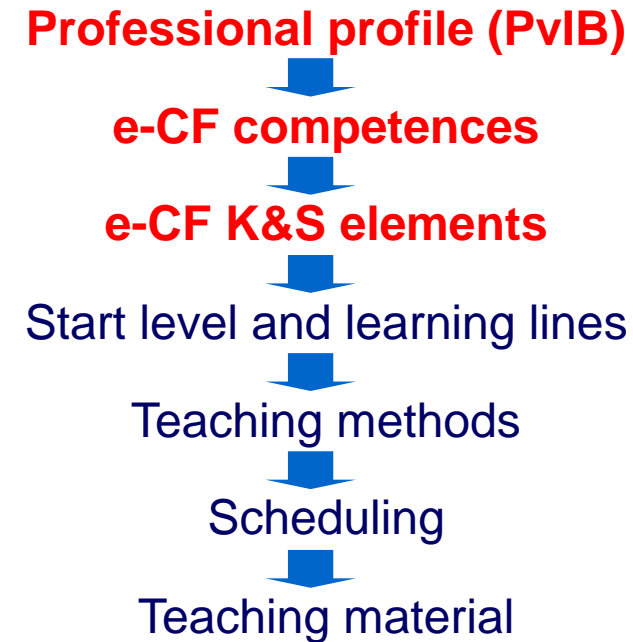 Professional profile (PvIB)
e-CF competences
e-CF K&S elements
Start level and learning lines
Teaching methods
Scheduling
Teaching material